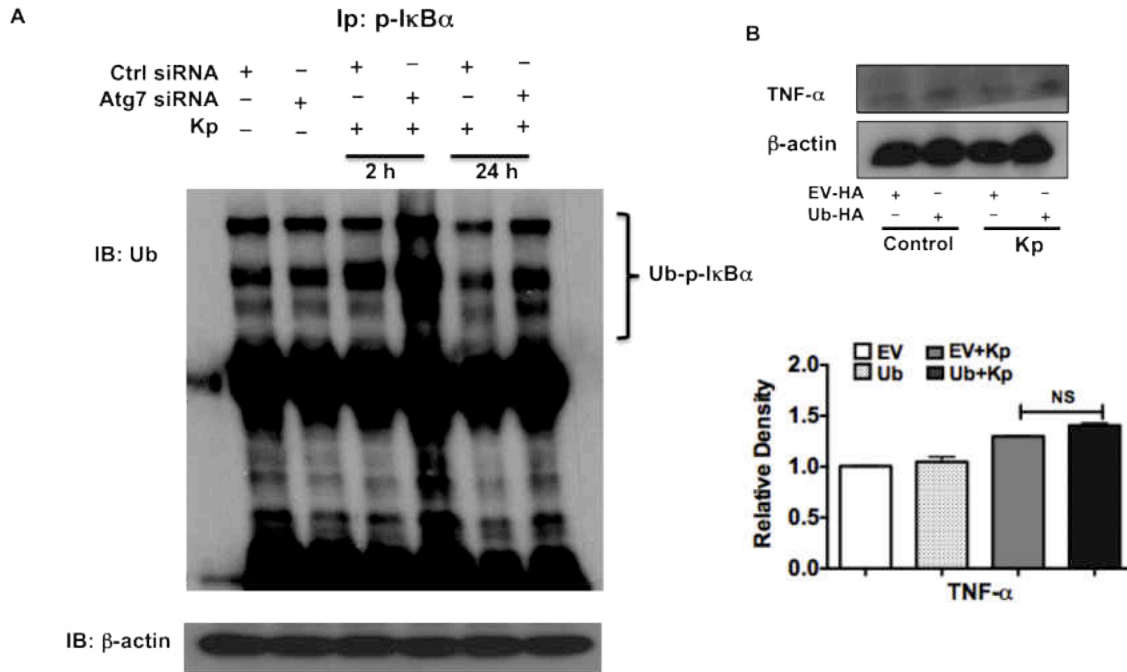 A
Ip: p-IκBα
Ctrl siRNA + – + – + –
Atg7 siRNA – + – + – +
Kp – – + + + +
2 h 24 h
IB: Ub
Ub-p-IκBα
IB: β-actin
B
TNF-α
β-actin
EV-HA + – + –
Ub-HA – + – +
Control Kp
EV EV+Kp
Ub Ub+Kp
NS
Relative Density
2.0
1.5
1.0
0.5
0.0
TNF-α